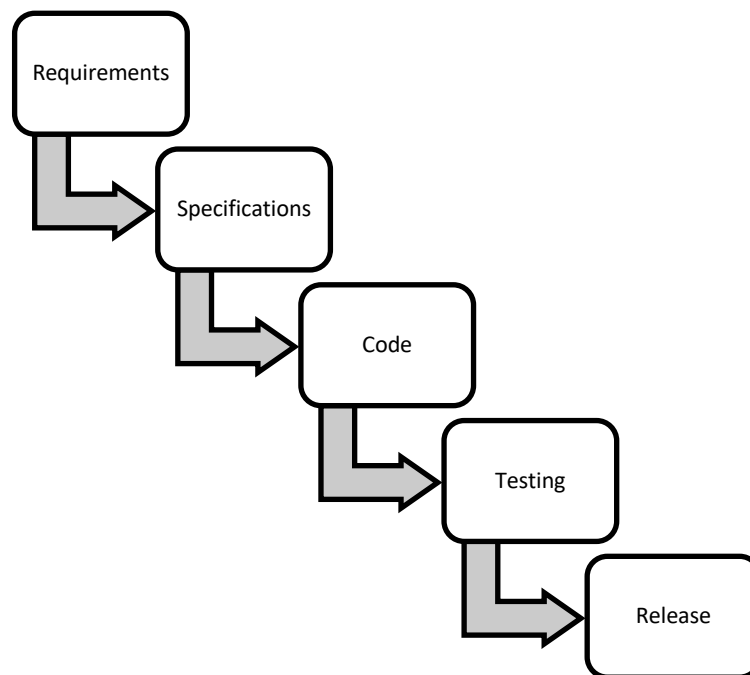 Requirements
Specifications
Code
Testing
Release